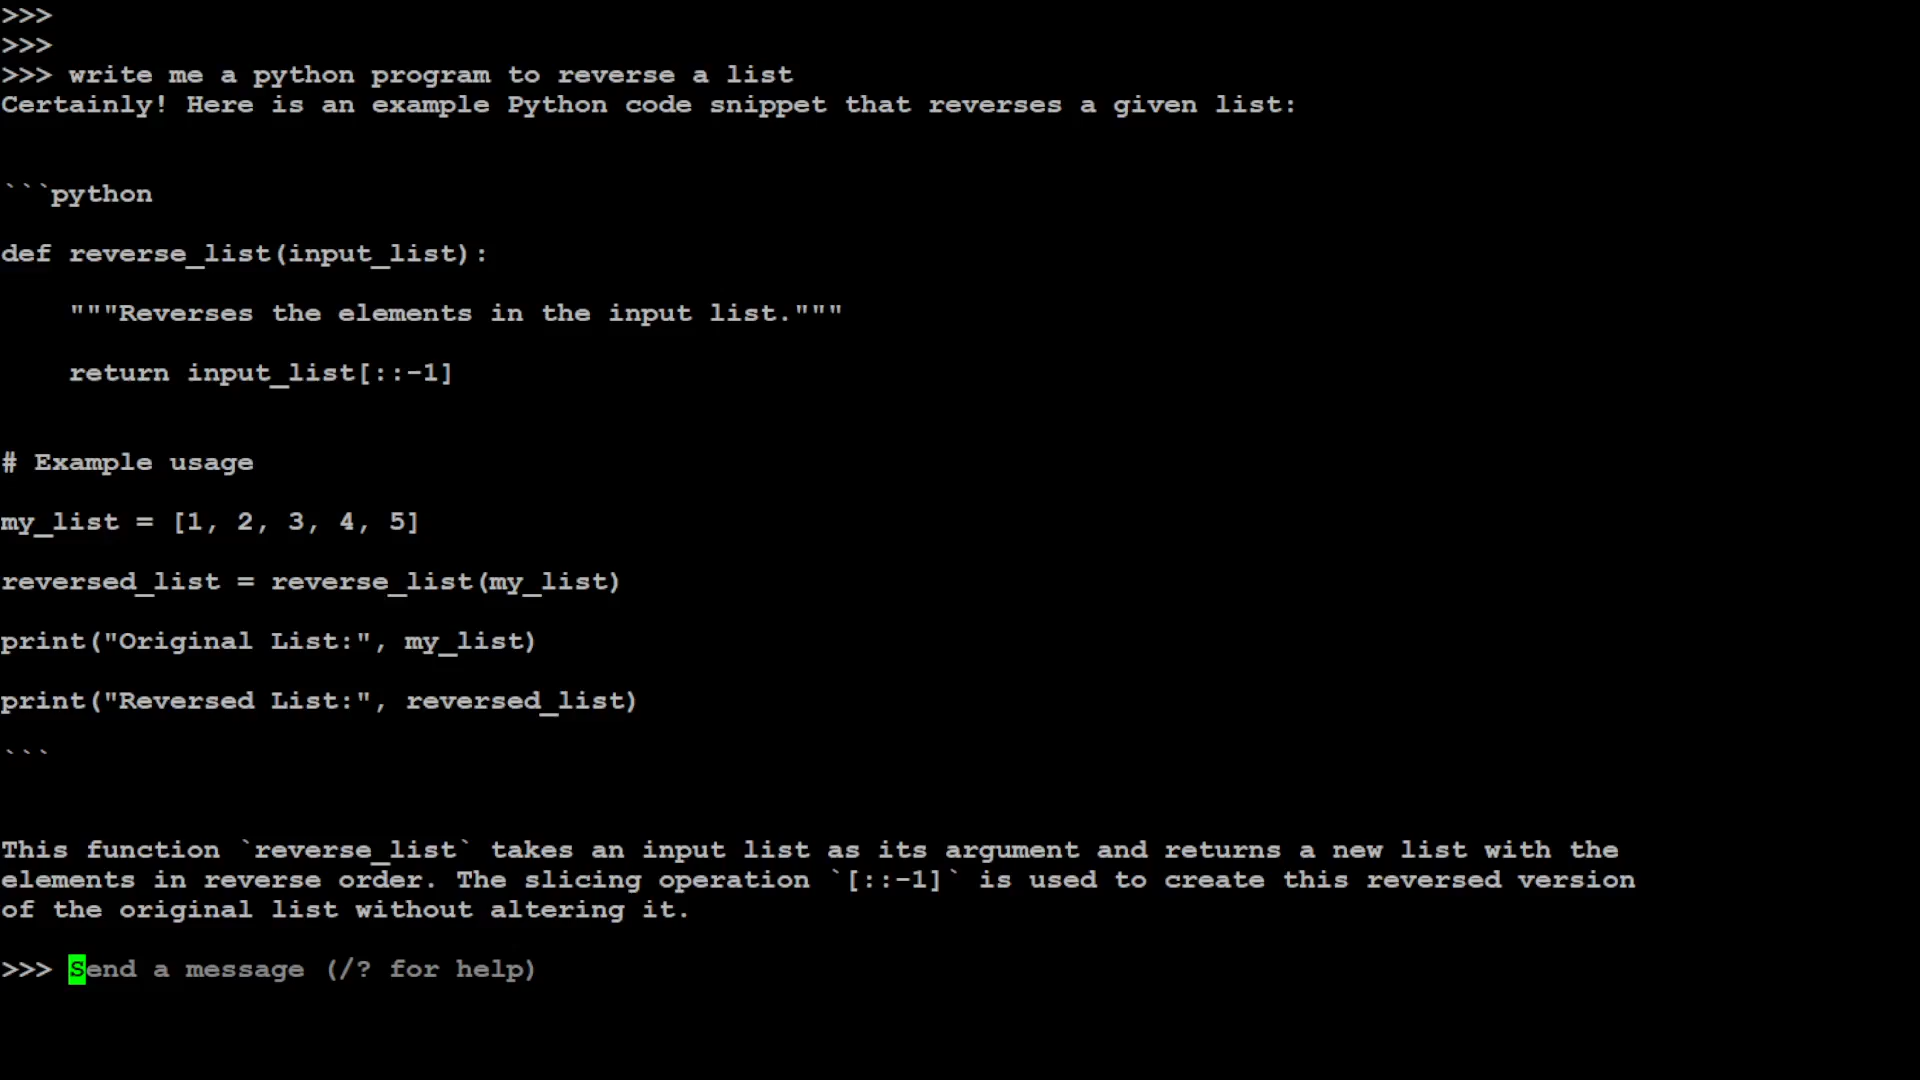 >>>
>>>
>>> write me a python program to reverse a list
Certainly! Here is an example Python code snippet that reverses a given list:
```python
def reverse_list(input_list):
    """Reverses the elements in the input list."""
    return input_list[::-1]
# Example usage
my_list = [1, 2, 3, 4, 5]
reversed_list = reverse_list(my_list)
print("Original List:", my_list)
print("Reversed List:", reversed_list)
```
This function `reverse_list` takes an input list as its argument and returns a new list with the
elements in reverse order. The slicing operation `[::-1]` is used to create this reversed version
of the original list without altering it.
>>> Send a message (/? for help)